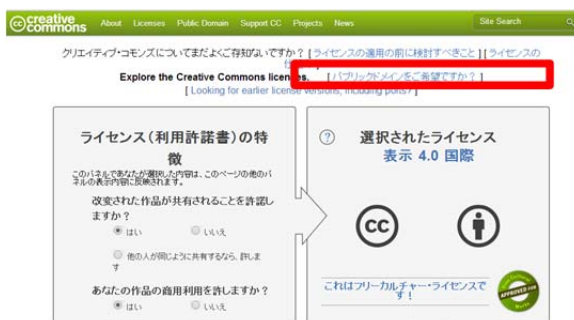 creative commons
About Licenses Public Domain Support CC Projects News
Site Search
クリエイティブ・コモンズについてまだよくご存知ないですか? [ ライセンスの適用の前に検討すべきこと ] [ ライセンスの
Explore the Creative Commons licenses. [ パブリックドメインをご希望ですか? ]
[ Looking for earlier license versions, including ports? ]
ライセンス(利用許諾書)の特
徴
このパネルであなたが選択した内容は、このページの他のパ
ネルの表示内容に反映されます。
改変された作品が共有されることを許諾し
ますか?
はい いいえ
他の人が同じように共有するなら、許しま
す
あなたの作品の商用利用を許しますか?
はい いいえ
? 選択されたライセンス
表示 4.0 国際
cc
これはフリーカルチャー・ライセンスで
す!
APPROVED FOR